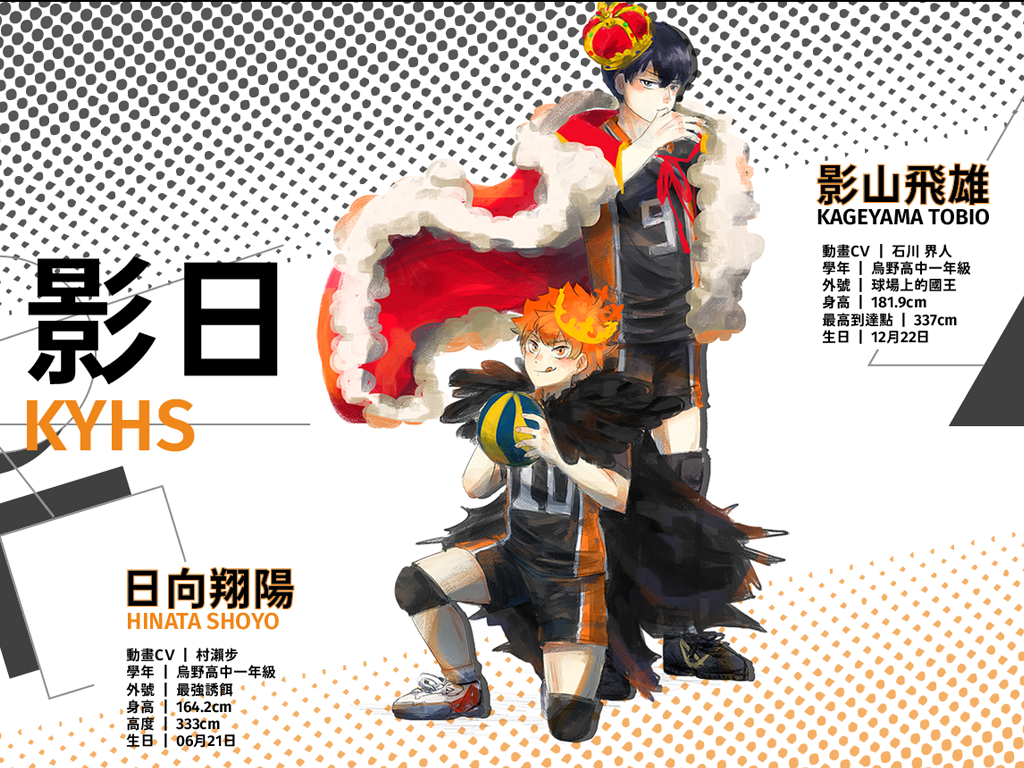 影日
KYHS
影山飛雄
KAGEYAMA TOBIO
動畫CV | 石川 界人
學年 | 烏野高中一年級
外號 | 球場上的國王
身高 | 181.9cm
最高到達點 | 337cm
生日 | 12月22日
9
10
日向翔陽
HINATA SHOYO
動畫CV | 村瀨步
學年 | 烏野高中一年級
外號 | 最強誘餌
身高 | 164.2cm
高度 | 333cm
生日 | 06月21日